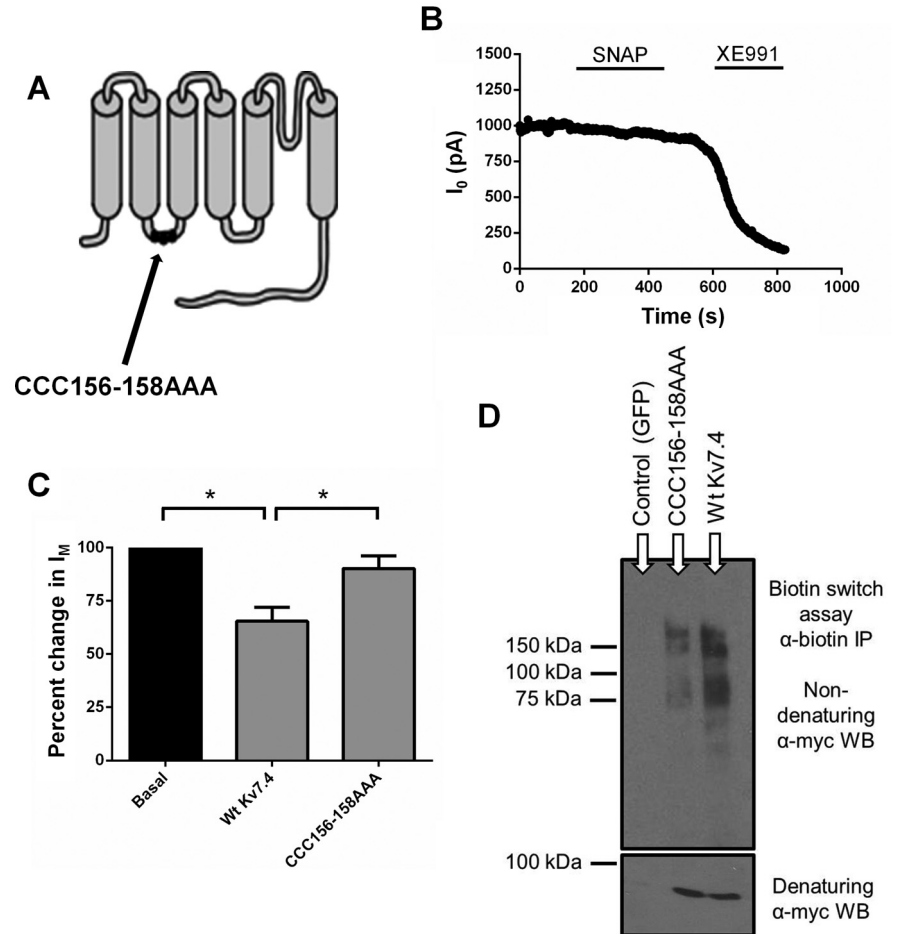 A
CCC156-158AAA
B
SNAP
XE991
1500
1250
1000
750
500
250
0
I0 (pA)
0
200
400
600
800
1000
Time (s)
C
*
*
100
75
50
25
0
Percent change in IM
Basal
Wt Kv7.4
CCC156-158AAA
D
Control (GFP)
CCC156-158AAA
Wt Kv7.4
150 kDa
100 kDa
75 kDa
Biotin switch
assay
α-biotin IP
Non-
denaturing
α-myc WB
100 kDa
Denaturing
α-myc WB